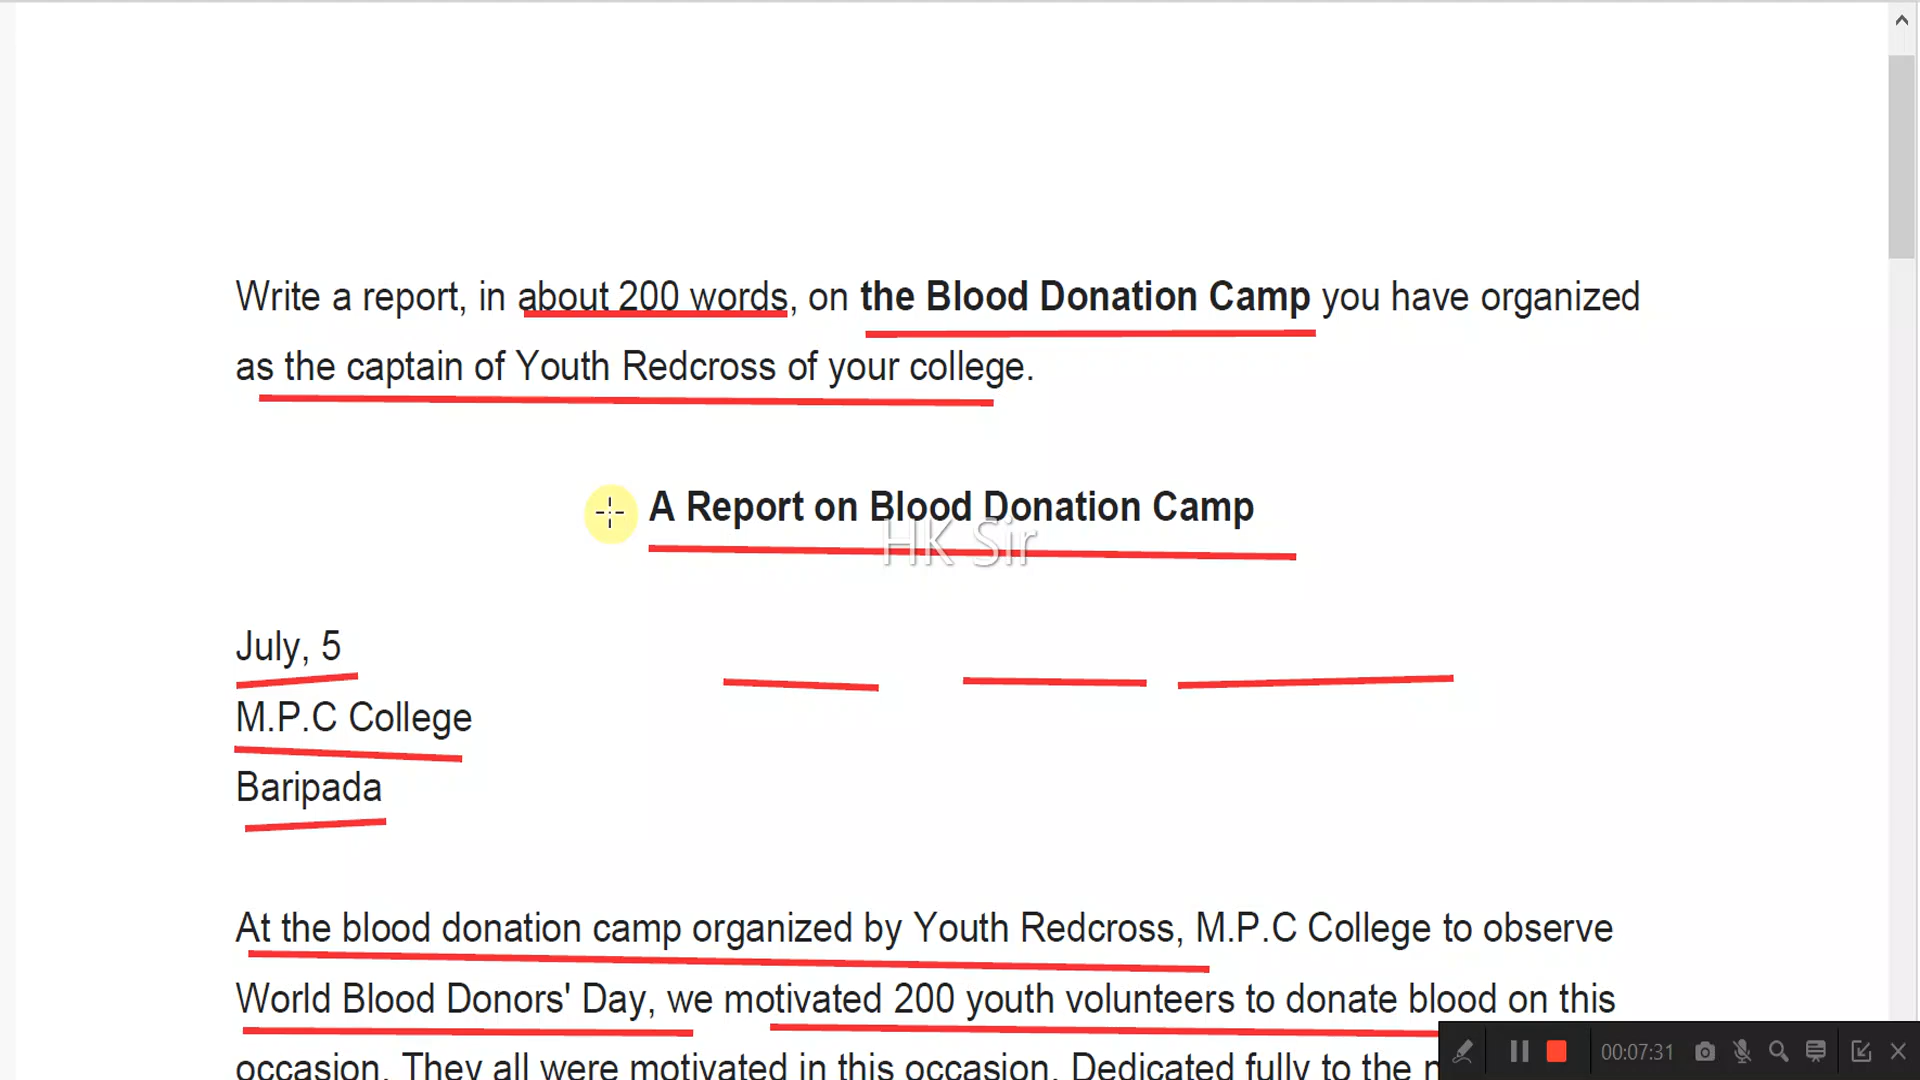 Write a report, in about 200 words, on the Blood Donation Camp you have organized
as the captain of Youth Redcross of your college.
A Report on Blood Donation Camp
HK Sir
July, 5
M.P.C College
Baripada
At the blood donation camp organized by Youth Redcross, M.P.C College to observe
World Blood Donors' Day, we motivated 200 youth volunteers to donate blood on this
occasion. They all were motivated in this occasion. Dedicated fully to the
00:07:31